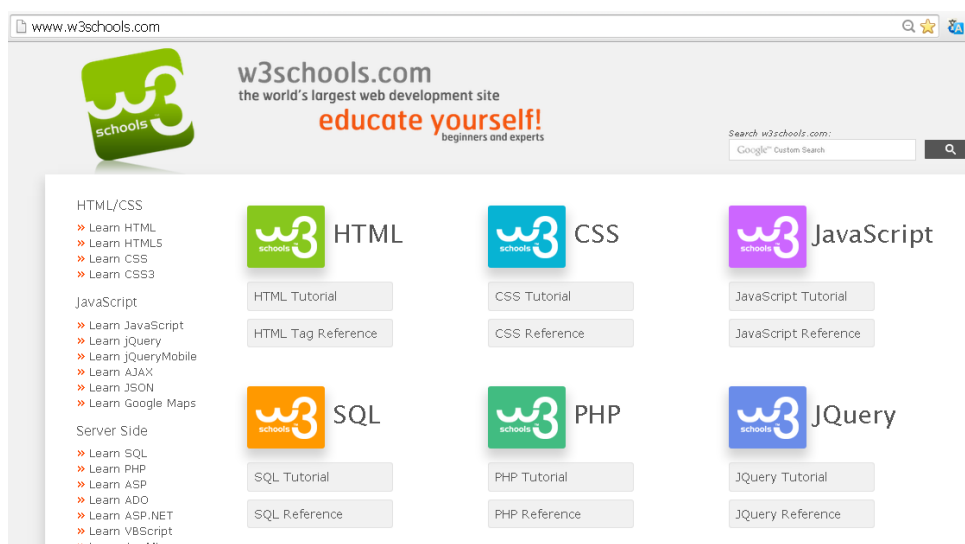 www.w3schools.com
w3 schools
w3schools.com
the world's largest web development site
educate yourself!
beginners and experts
Search w3schools.com:
Google™ Custom Search
HTML/CSS
» Learn HTML
» Learn HTML5
» Learn CSS
» Learn CSS3
JavaScript
» Learn JavaScript
» Learn jQuery
» Learn jQueryMobile
» Learn AJAX
» Learn JSON
» Learn Google Maps
Server Side
» Learn SQL
» Learn PHP
» Learn ASP
» Learn ADO
» Learn ASP.NET
» Learn VBScript
w3 schools HTML
HTML Tutorial
HTML Tag Reference
w3 schools CSS
CSS Tutorial
CSS Reference
w3 schools JavaScript
JavaScript Tutorial
JavaScript Reference
w3 schools SQL
SQL Tutorial
SQL Reference
w3 schools PHP
PHP Tutorial
PHP Reference
w3 schools JQuery
JQuery Tutorial
JQuery Reference